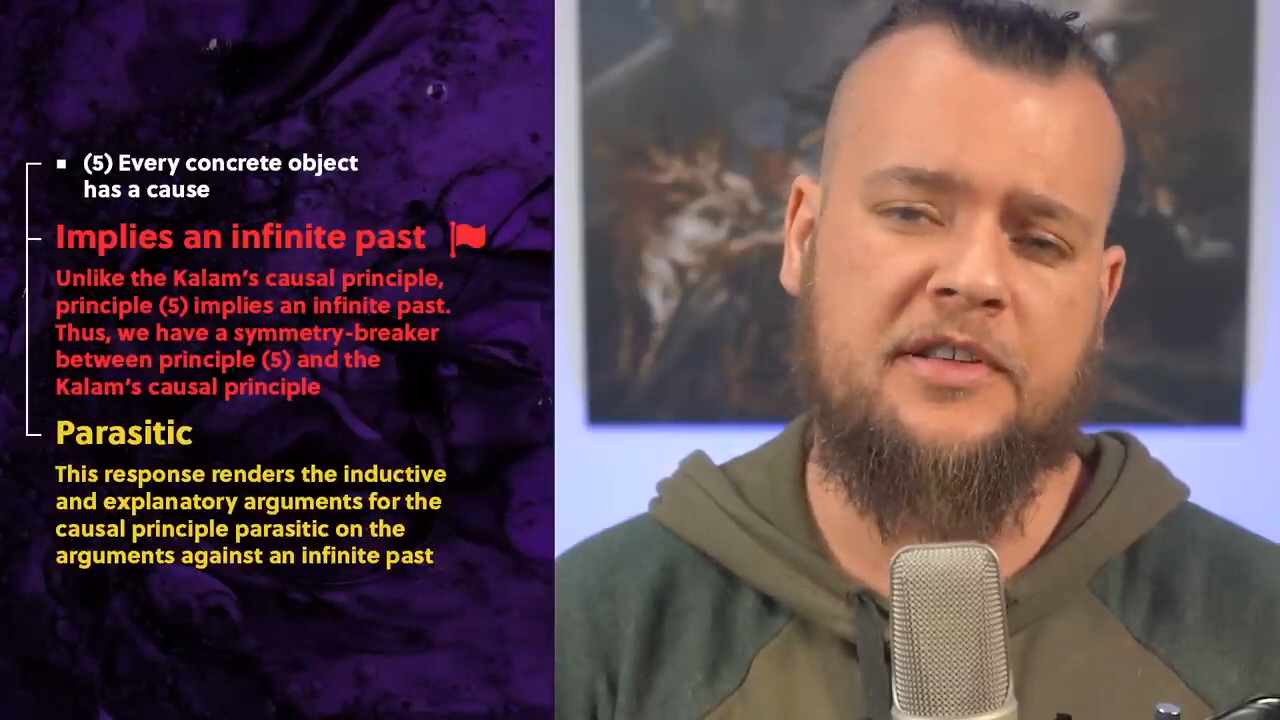 (5) Every concrete object
has a cause
Implies an infinite past
Unlike the Kalam's causal principle,
principle (5) implies an infinite past.
Thus, we have a symmetry-breaker
between principle (5) and the
Kalam's causal principle
Parasitic
This response renders the inductive
and explanatory arguments for the
causal principle parasitic on the
arguments against an infinite past